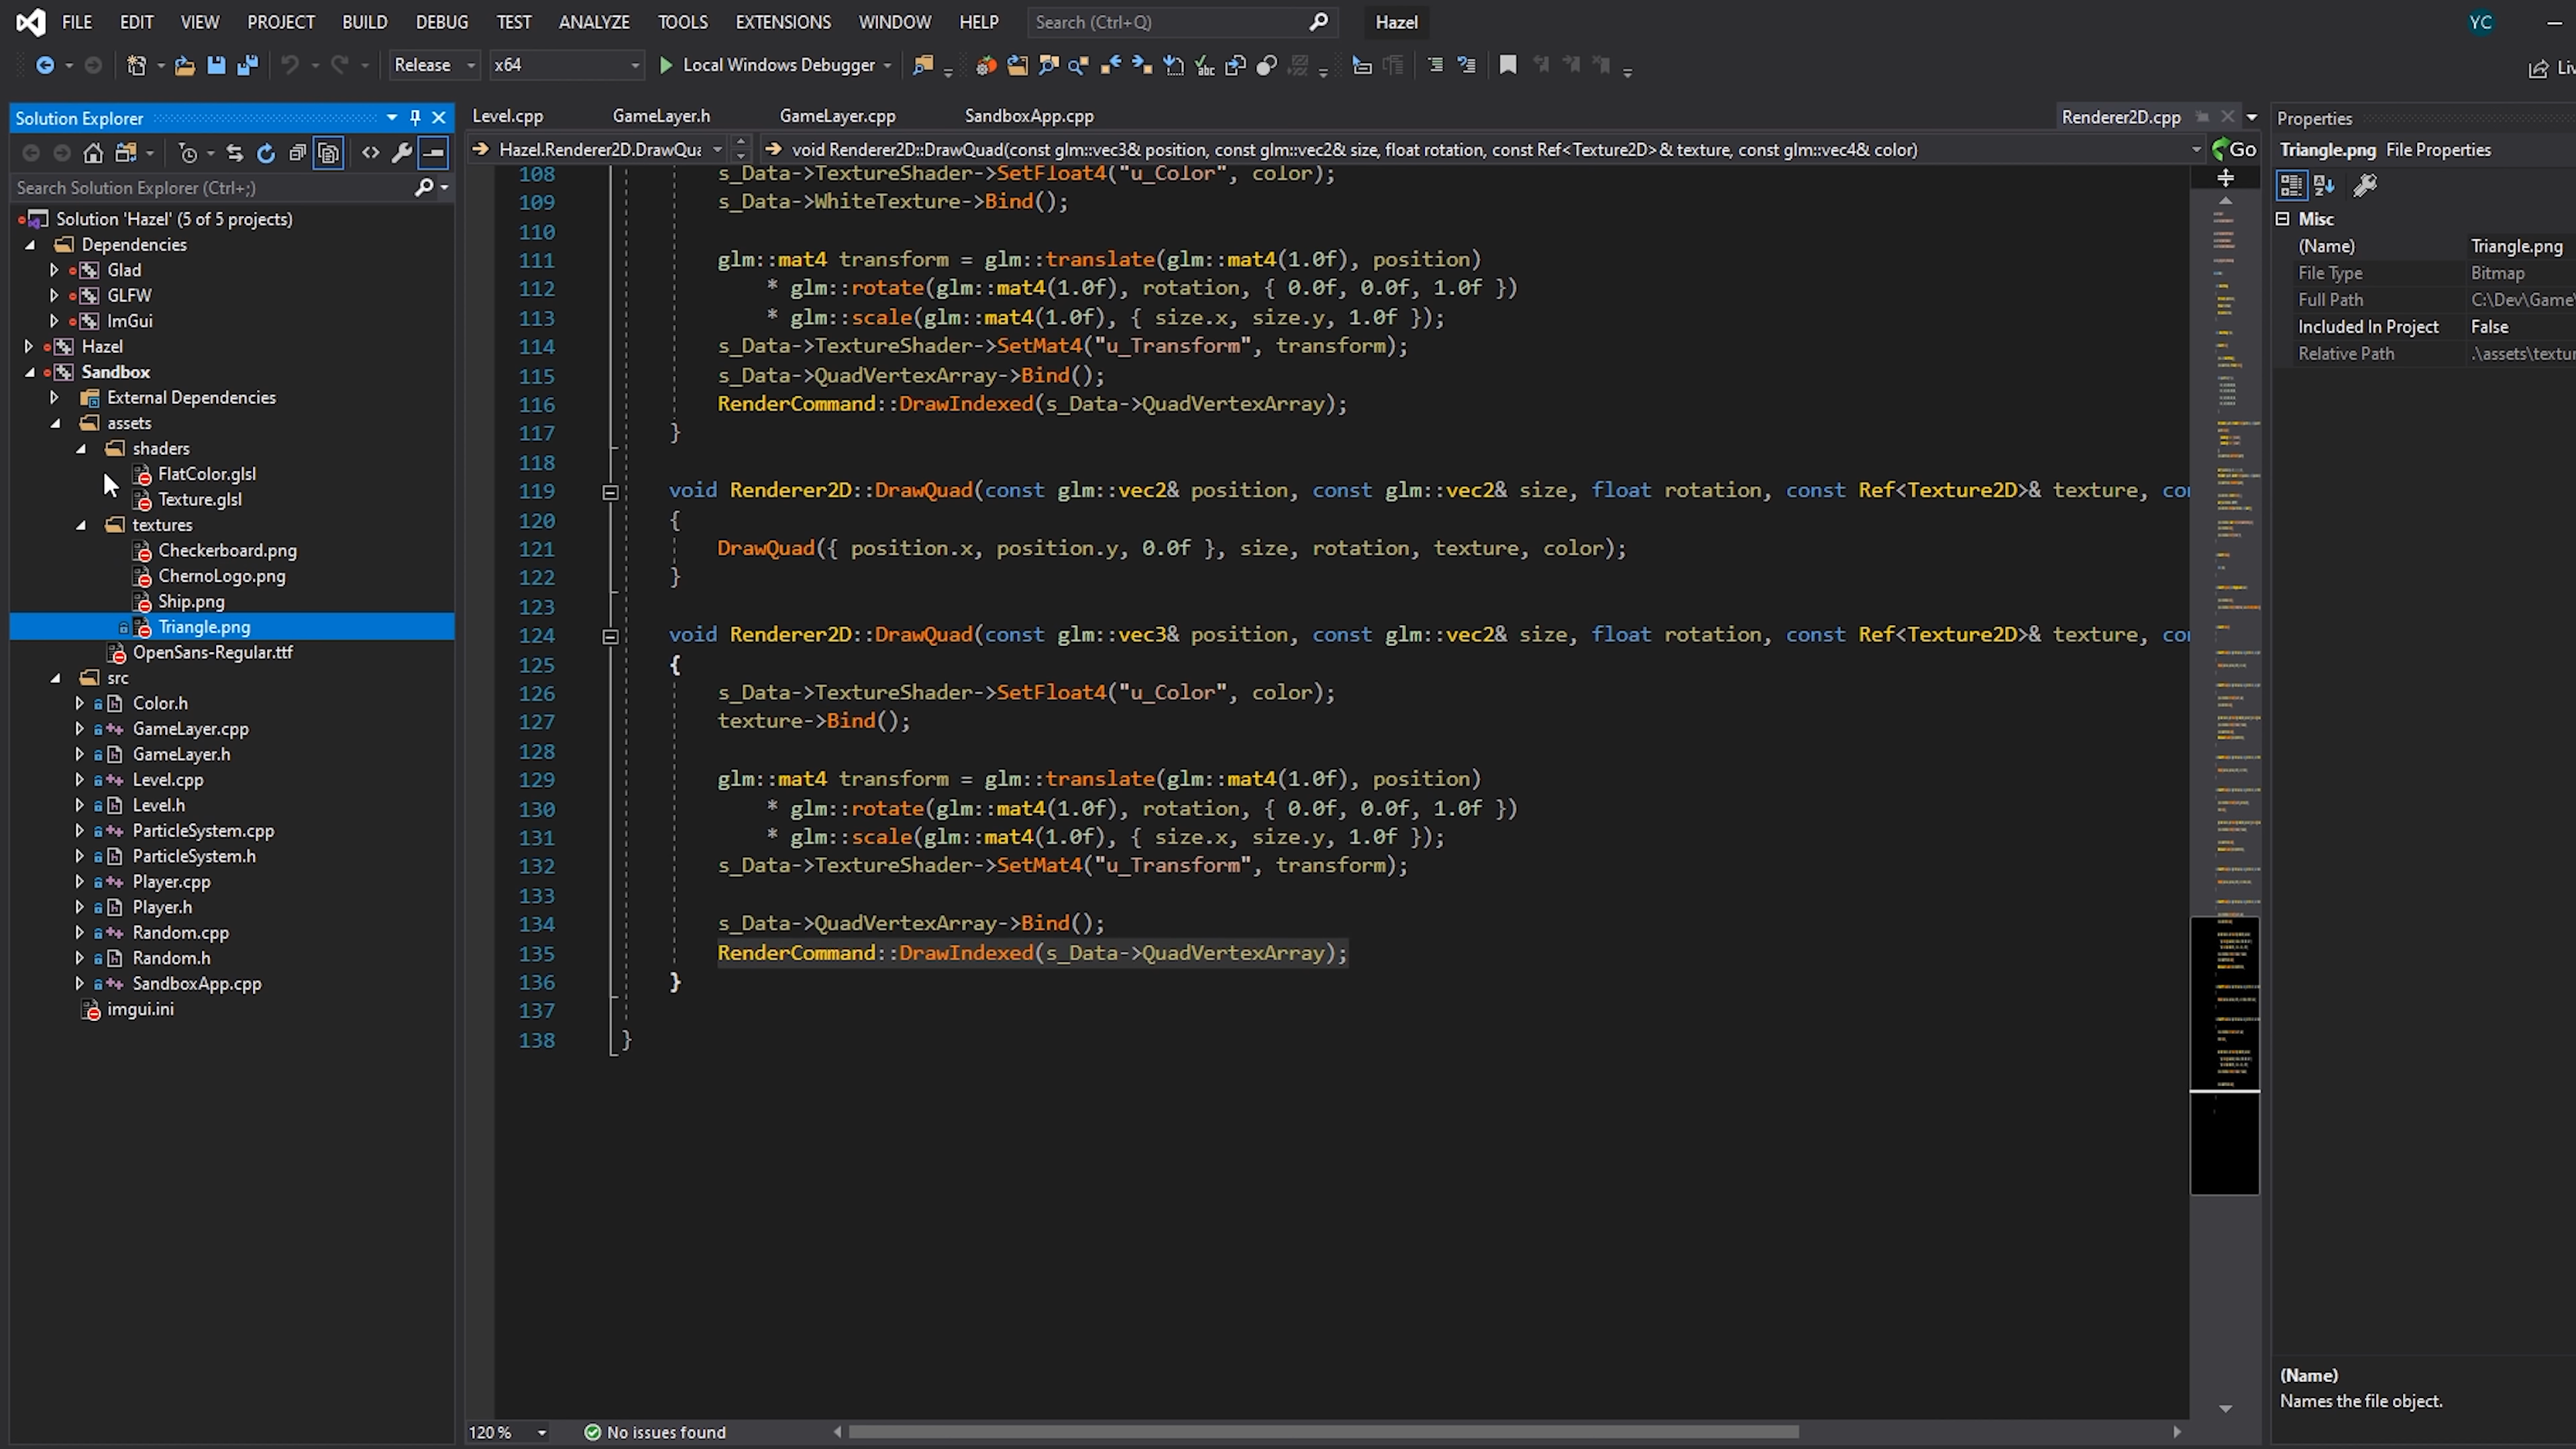 FILE EDIT VIEW PROJECT BUILD DEBUG TEST ANALYZE TOOLS EXTENSIONS WINDOW HELP Search (Ctrl+Q) Hazel YC
Release x64 Local Windows Debugger Liv
Solution Explorer
Search Solution Explorer (Ctrl+;)
Solution 'Hazel' (5 of 5 projects)
Dependencies
Glad
GLFW
ImGui
Hazel
Sandbox
External Dependencies
assets
shaders
FlatColor.glsl
Texture.glsl
textures
Checkerboard.png
ChernoLogo.png
Ship.png
Triangle.png
OpenSans-Regular.ttf
src
Color.h
GameLayer.cpp
GameLayer.h
Level.cpp
Level.h
ParticleSystem.cpp
ParticleSystem.h
Player.cpp
Player.h
Random.cpp
Random.h
SandboxApp.cpp
imgui.ini
Level.cpp GameLayer.h GameLayer.cpp SandboxApp.cpp Renderer2D.cpp
Hazel.Renderer2D.DrawQua void Renderer2D::DrawQuad(const glm::vec3& position, const glm::vec2& size, float rotation, const Ref<Texture2D>& texture, const glm::vec4& color) Go
108 s_Data->TextureShader->SetFloat4("u_Color", color);
109 s_Data->WhiteTexture->Bind();
110
111 glm::mat4 transform = glm::translate(glm::mat4(1.0f), position)
112 * glm::rotate(glm::mat4(1.0f), rotation, { 0.0f, 0.0f, 1.0f })
113 * glm::scale(glm::mat4(1.0f), { size.x, size.y, 1.0f });
114 s_Data->TextureShader->SetMat4("u_Transform", transform);
115 s_Data->QuadVertexArray->Bind();
116 RenderCommand::DrawIndexed(s_Data->QuadVertexArray);
117 }
118
119 void Renderer2D::DrawQuad(const glm::vec2& position, const glm::vec2& size, float rotation, const Ref<Texture2D>& texture, co
120 {
121 DrawQuad({ position.x, position.y, 0.0f }, size, rotation, texture, color);
122 }
123
124 void Renderer2D::DrawQuad(const glm::vec3& position, const glm::vec2& size, float rotation, const Ref<Texture2D>& texture, co
125 {
126 s_Data->TextureShader->SetFloat4("u_Color", color);
127 texture->Bind();
128
129 glm::mat4 transform = glm::translate(glm::mat4(1.0f), position)
130 * glm::rotate(glm::mat4(1.0f), rotation, { 0.0f, 0.0f, 1.0f })
131 * glm::scale(glm::mat4(1.0f), { size.x, size.y, 1.0f });
132 s_Data->TextureShader->SetMat4("u_Transform", transform);
133
134 s_Data->QuadVertexArray->Bind();
135 RenderCommand::DrawIndexed(s_Data->QuadVertexArray);
136 }
137
138 }
120 % No issues found
Properties
Triangle.png File Properties
Misc
(Name) Triangle.png
File Type Bitmap
Full Path C:\Dev\Game\
Included In Project False
Relative Path .\assets\textur
(Name)
Names the file object.